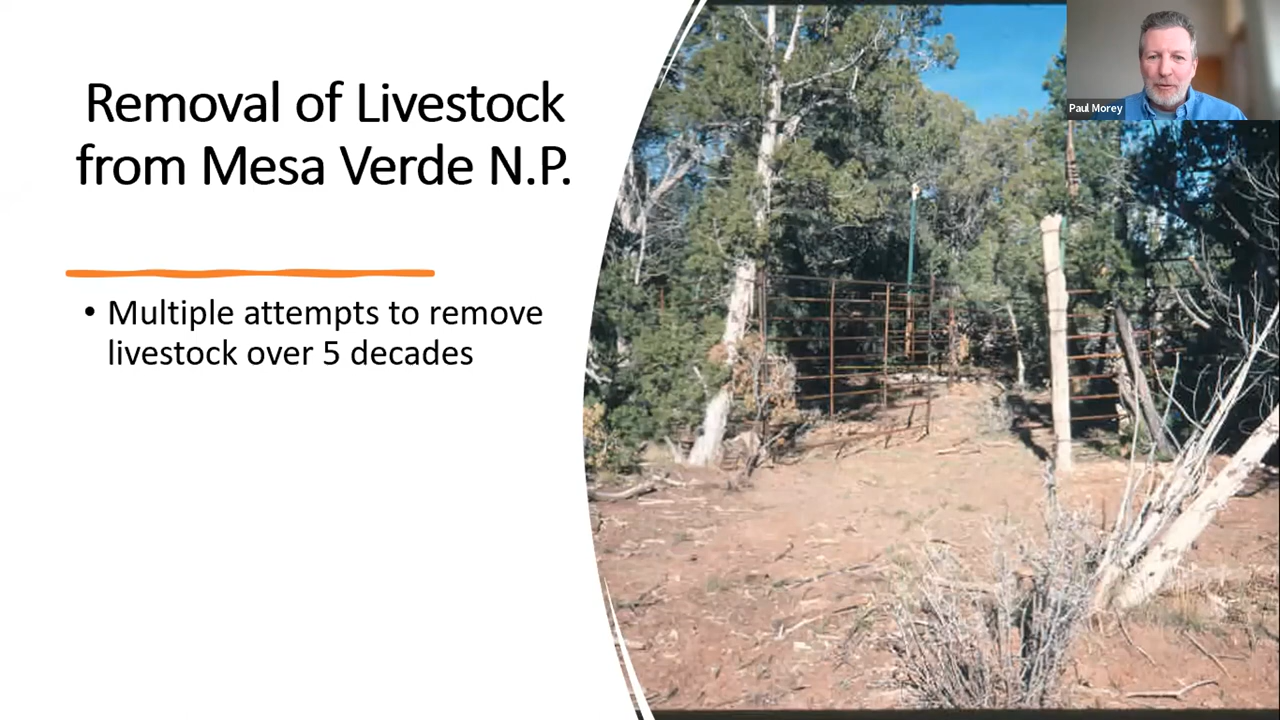 Removal of Livestock
from Mesa Verde N.P.
• Multiple attempts to remove
livestock over 5 decades
Paul Morey